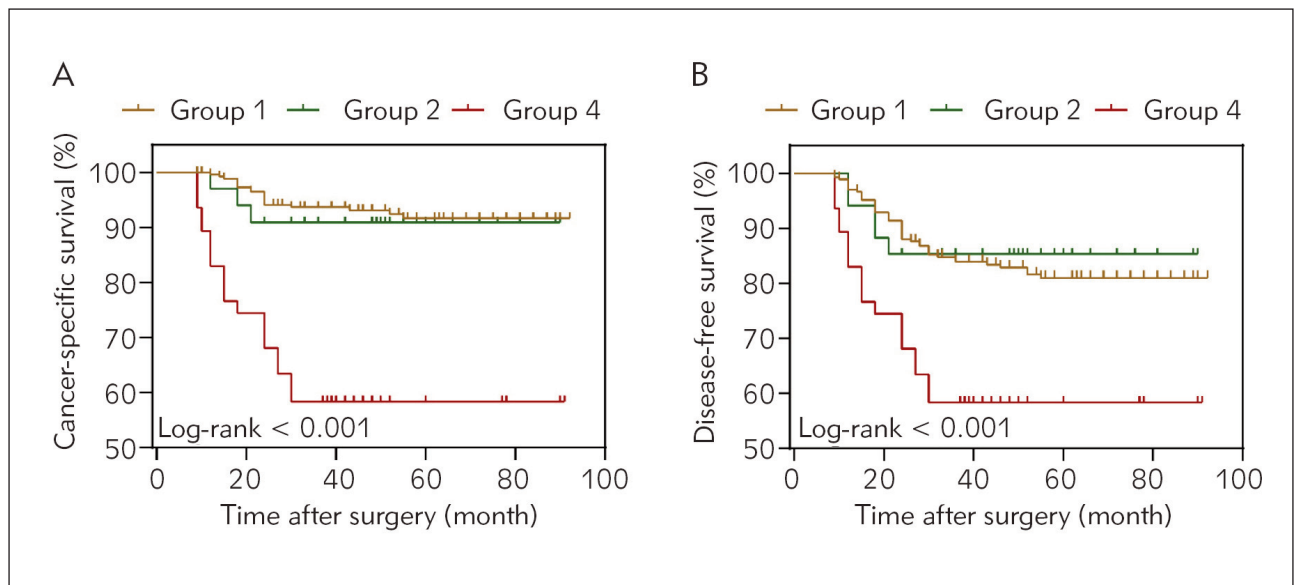 A
Group 1 Group 2 Group 4
Cancer-specific survival (%)
100
90
80
70
60
50
Log-rank < 0.001
0 20 40 60 80 100
Time after surgery (month)
B
Group 1 Group 2 Group 4
Disease-free survival (%)
100
90
80
70
60
50
Log-rank < 0.001
0 20 40 60 80 100
Time after surgery (month)